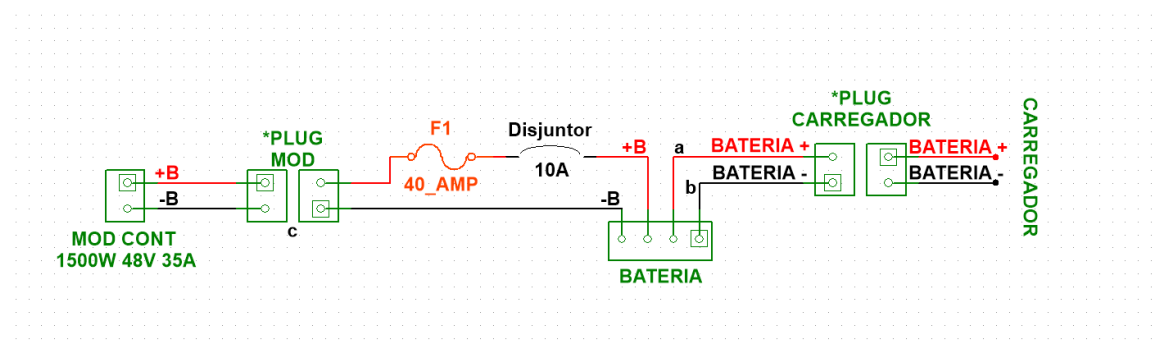 *PLUG
CARREGADOR
CARREGADOR
F1
Disjuntor
*PLUG
MOD
+B
a
BATERIA +
BATERIA +
10A
40_AMP
+B
BATERIA -
BATERIA -
b
-B
-B
c
MOD CONT
1500W 48V 35A
BATERIA